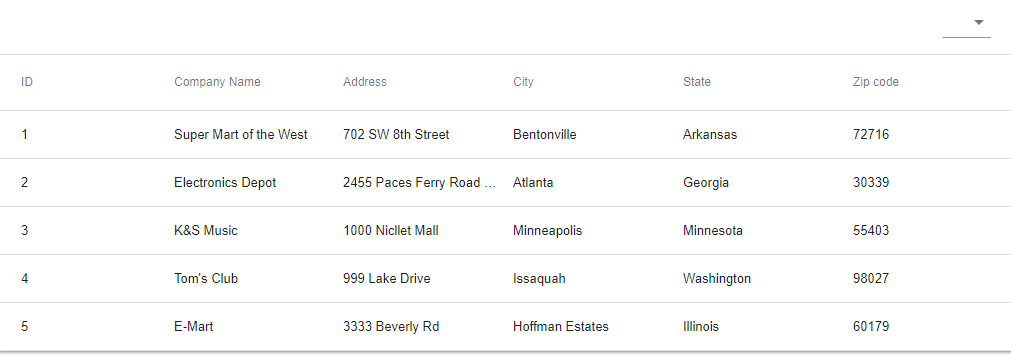 ID Company Name Address City State Zip code
1 Super Mart of the West 702 SW 8th Street Bentonville Arkansas 72716
2 Electronics Depot 2455 Paces Ferry Road ... Atlanta Georgia 30339
3 K&S Music 1000 Nicllet Mall Minneapolis Minnesota 55403
4 Tom's Club 999 Lake Drive Issaquah Washington 98027
5 E-Mart 3333 Beverly Rd Hoffman Estates Illinois 60179